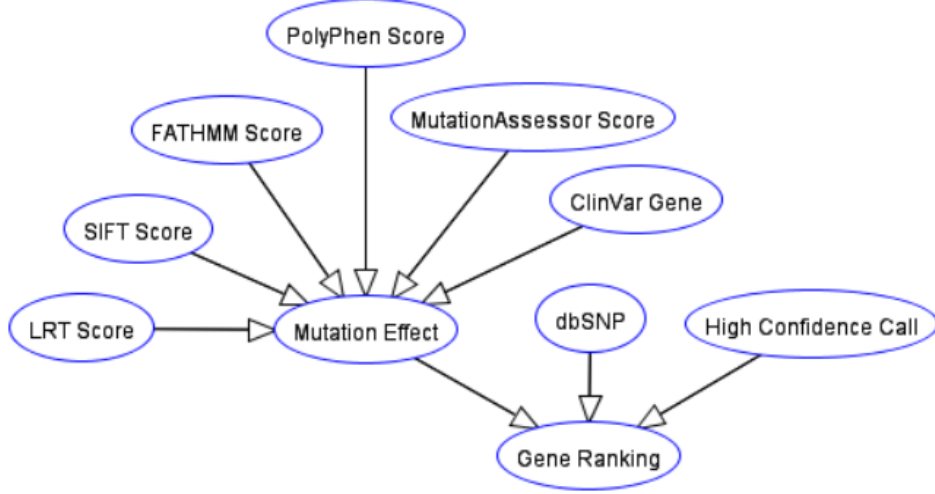 PolyPhen Score
FATHMM Score
MutationAssessor Score
SIFT Score
ClinVar Gene
LRT Score
Mutation Effect
dbSNP
High Confidence Call
Gene Ranking